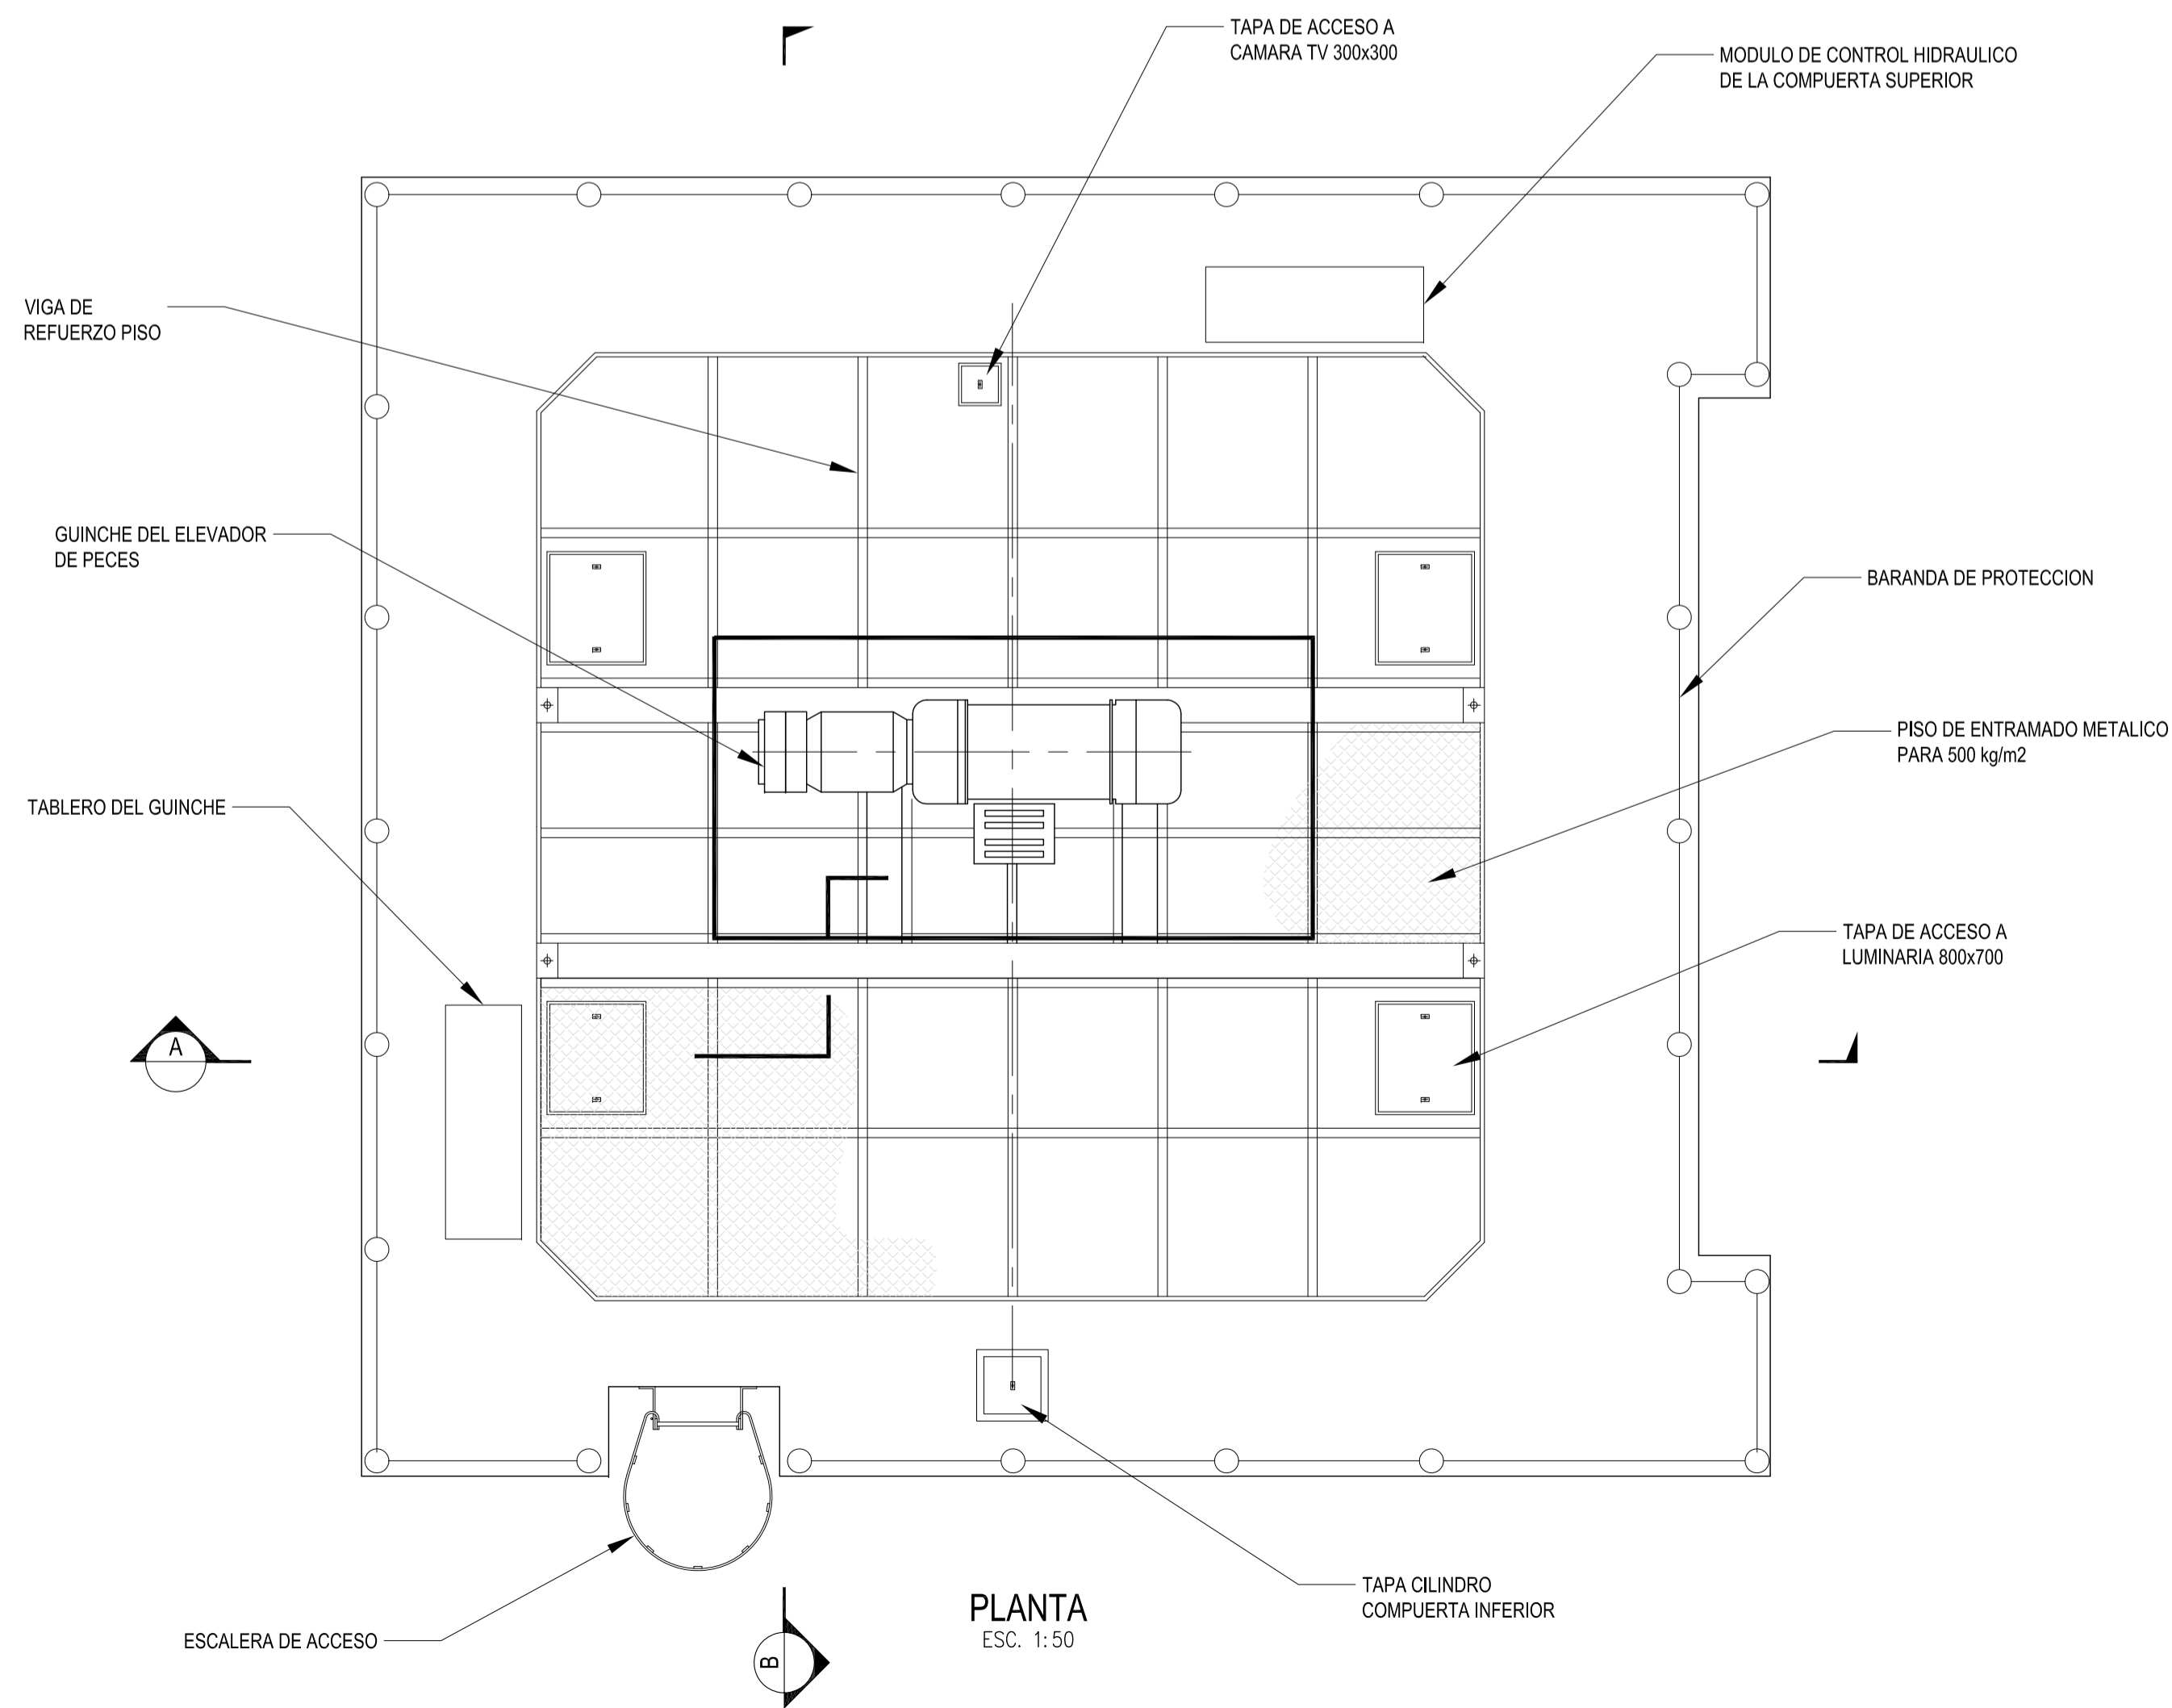 TAPA DE ACCESO A
CAMARA TV 300x300
MODULO DE CONTROL HIDRAULICO
DE LA COMPUERTA SUPERIOR
VIGA DE
REFUERZO PISO
GUINCHE DEL ELEVADOR
DE PECES
BARANDA DE PROTECCION
PISO DE ENTRAMADO METALICO
PARA 500 kg/m2
TABLERO DEL GUINCHE
TAPA DE ACCESO A
LUMINARIA 800x700
A
TAPA CILINDRO
COMPUERTA INFERIOR
PLANTA
ESC. 1:50
ESCALERA DE ACCESO
B